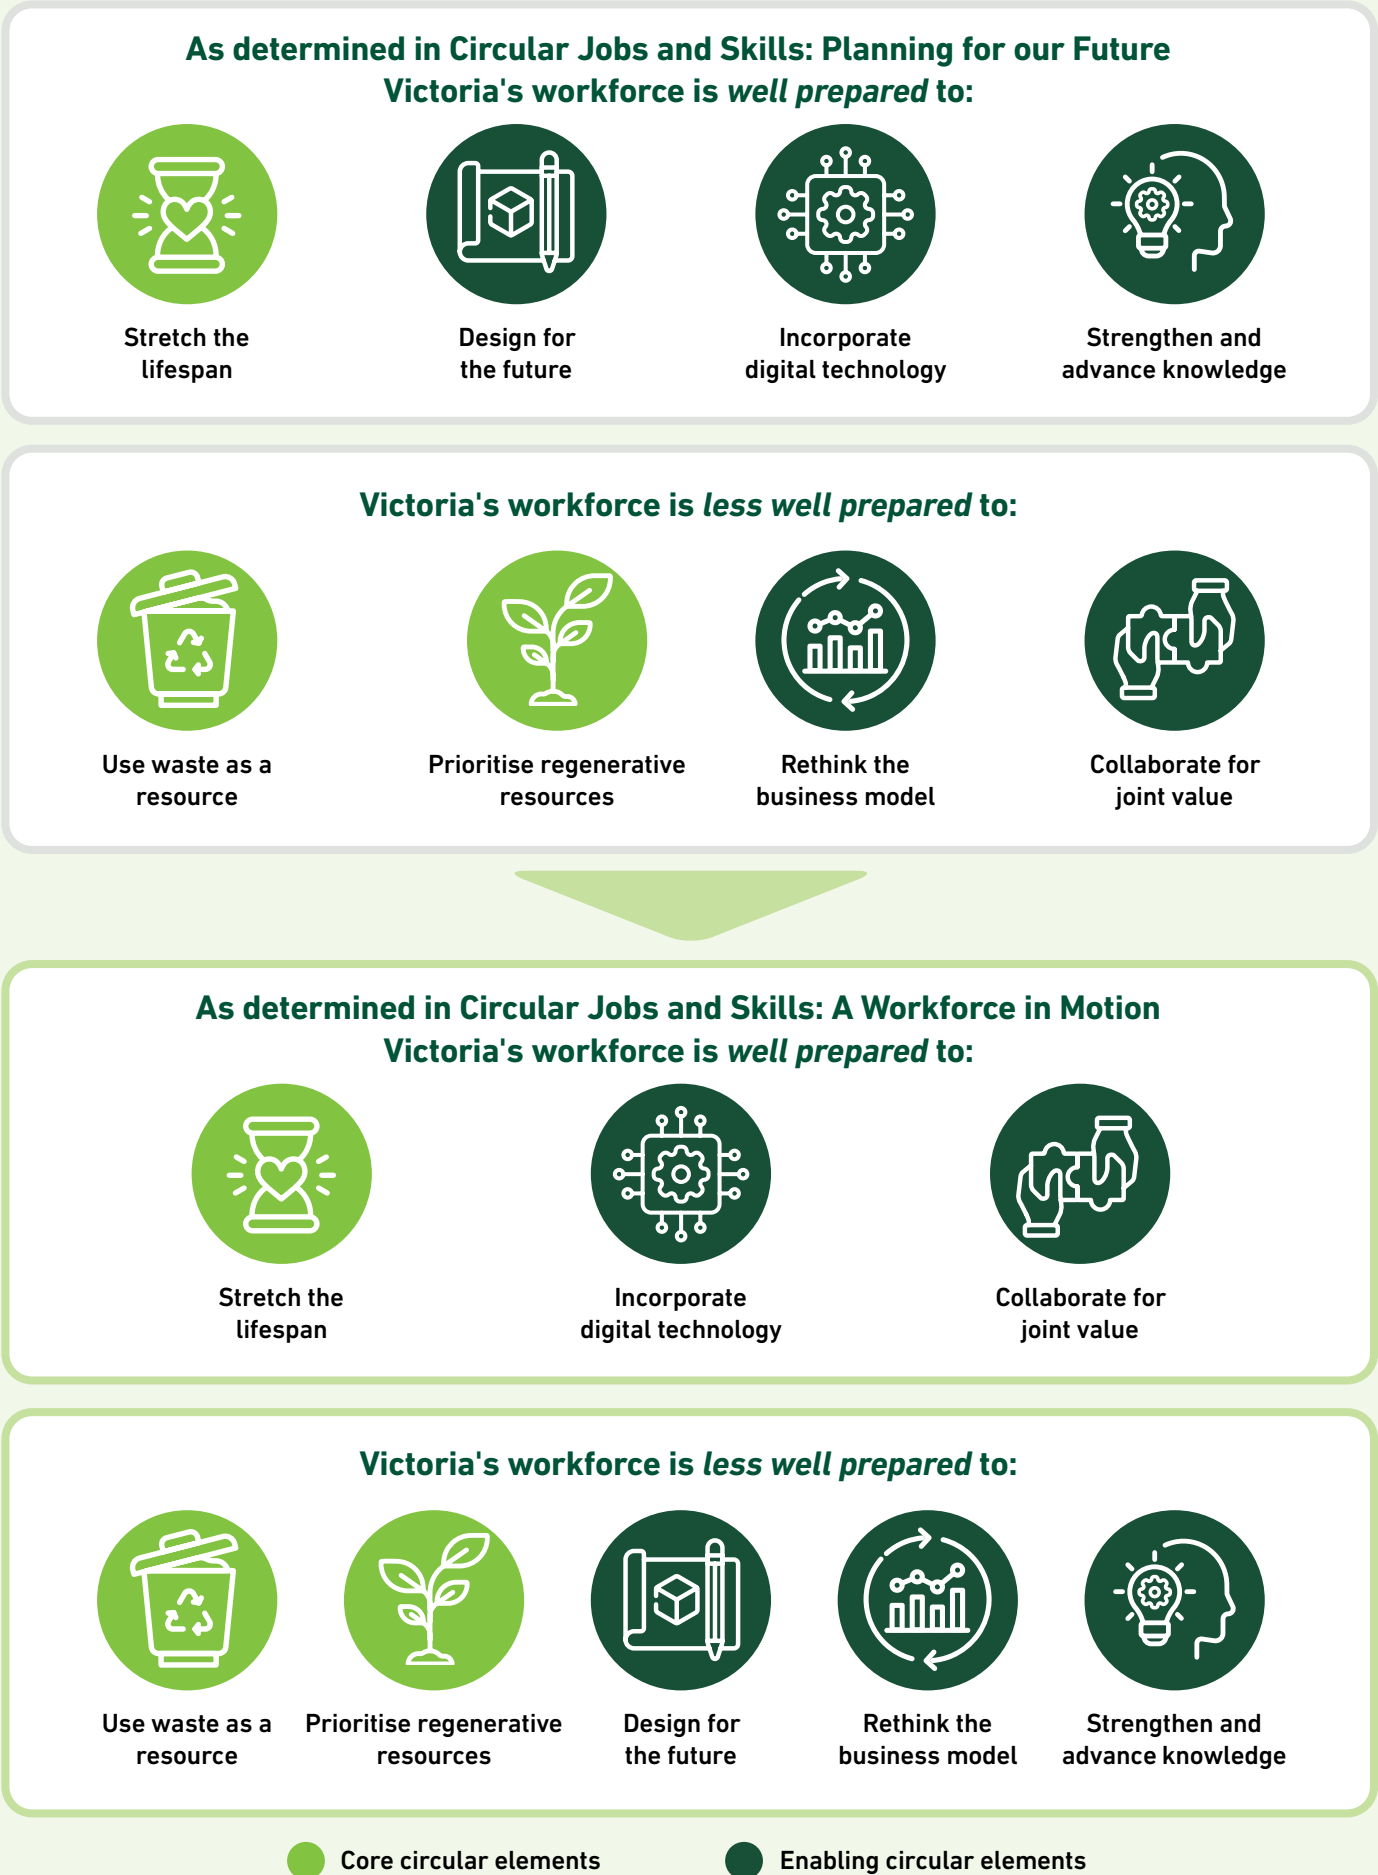 As determined in Circular Jobs and Skills: Planning for our Future
Victoria's workforce is well prepared to:
Stretch the
lifespan
Design for
the future
Incorporate
digital technology
Strengthen and
advance knowledge
Victoria's workforce is less well prepared to:
Use waste as a
resource
Prioritise regenerative
resources
Rethink the
business model
Collaborate for
joint value
As determined in Circular Jobs and Skills: A Workforce in Motion
Victoria's workforce is well prepared to:
Stretch the
lifespan
Incorporate
digital technology
Collaborate for
joint value
Victoria's workforce is less well prepared to:
Use waste as a
resource
Prioritise regenerative
resources
Design for
the future
Rethink the
business model
Strengthen and
advance knowledge
Core circular elements
Enabling circular elements